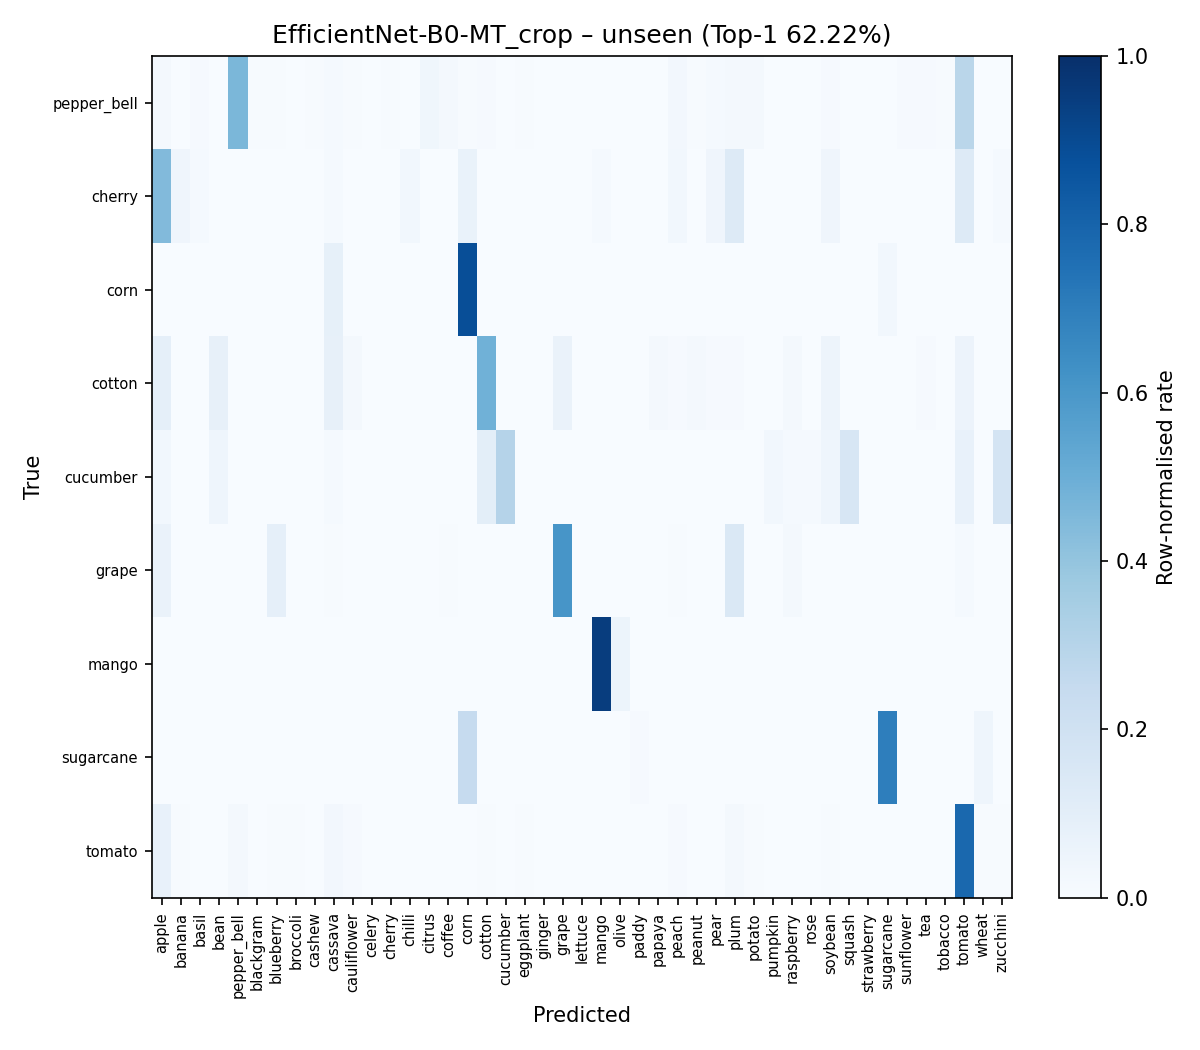 EfficientNet-B0-MT_crop – unseen (Top-1 62.22%)
pepper_bell
cherry
corn
cotton
cucumber
grape
mango
sugarcane
tomato
True
apple
banana
basil
bean
pepper_bell
blackgram
blueberry
broccoli
cashew
cassava
cauliflower
celery
cherry
chilli
citrus
coffee
corn
cotton
cucumber
eggplant
ginger
grape
lettuce
mango
olive
paddy
papaya
peach
peanut
pear
plum
potato
pumpkin
raspberry
rose
soybean
squash
strawberry
sugarcane
sunflower
tea
tobacco
tomato
wheat
zucchini
Predicted
1.0
0.8
0.6
0.4
0.2
0.0
Row-normalised rate